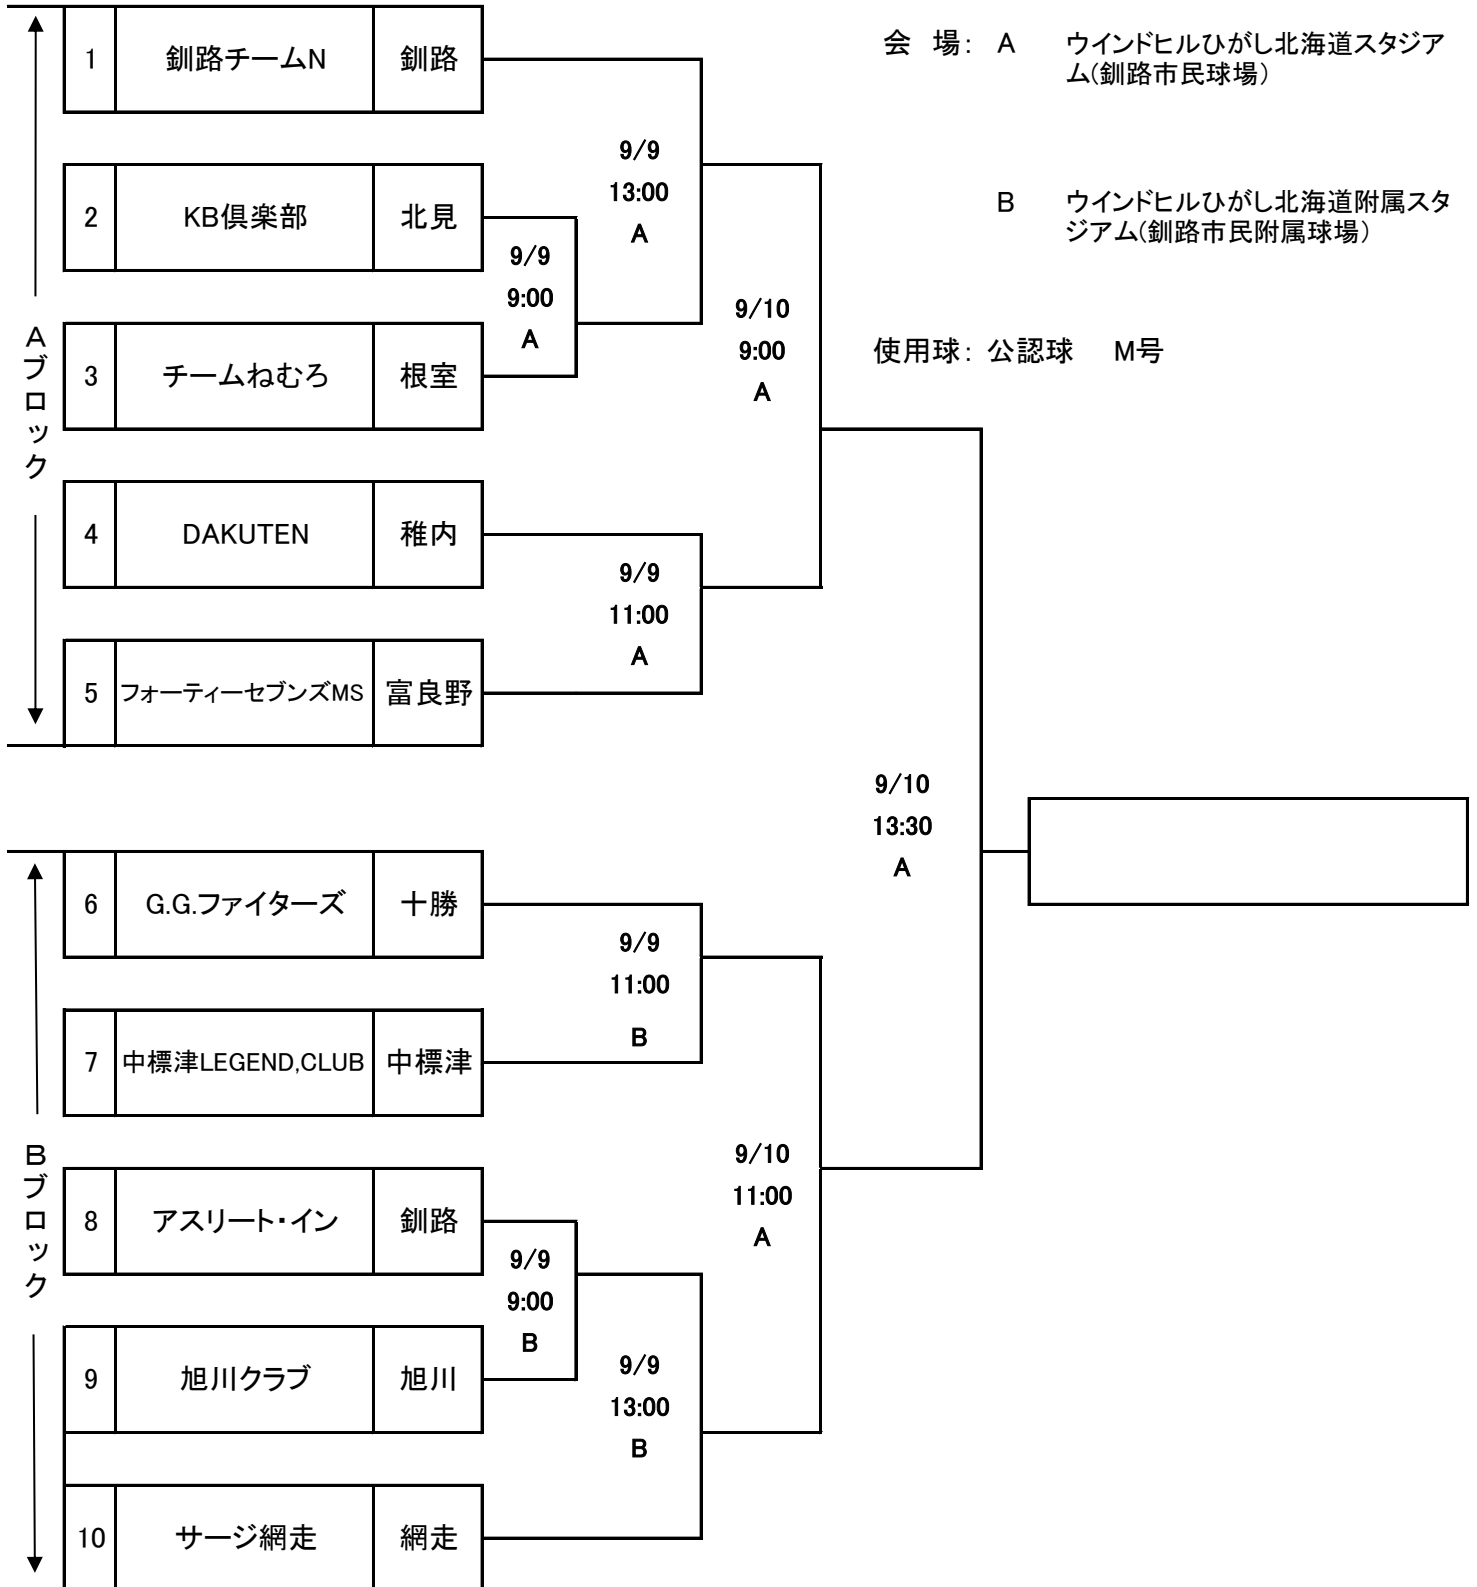 会 場: A ウインドヒルひがし北海道スタジア
ム(釧路市民球場)
B ウインドヒルひがし北海道附属スタ
ジアム(釧路市民附属球場)
使用球: 公認球 M号
Aブロック
1 釧路チームN 釧路
2 KB倶楽部 北見
3 チームねむろ 根室
4 DAKUTEN 稚内
5 フォーティーセブンズMS 富良野
9/9
9:00
A
9/9
13:00
A
9/9
11:00
A
9/10
9:00
A
Bブロック
6 G.G.ファイターズ 十勝
7 中標津LEGEND,CLUB 中標津
8 アスリート・イン 釧路
9 旭川クラブ 旭川
10 サージ網走 網走
9/9
11:00
B
9/9
9:00
B
9/9
13:00
B
9/10
11:00
A
9/10
13:30
A